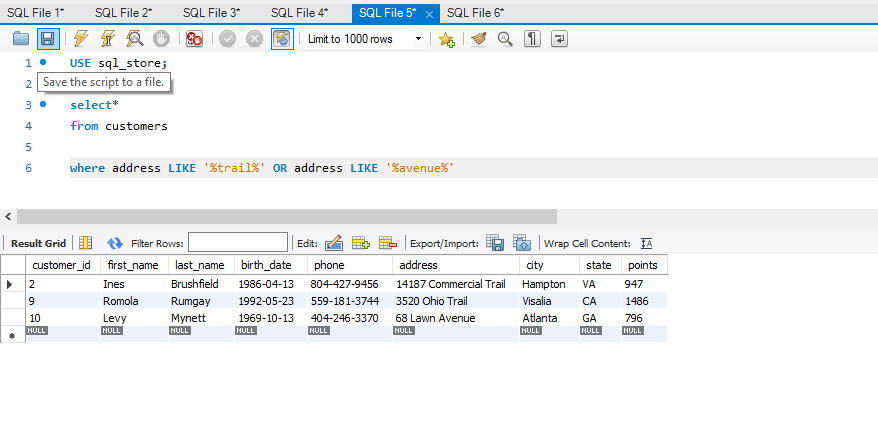 SQL File 1* SQL File 2* SQL File 3* SQL File 4* SQL File 5* × SQL File 6*
Limit to 1000 rows
1 USE sql_store;
2 Save the script to a file.
3 select*
4 from customers
5
6 where address LIKE '%trail%' OR address LIKE '%avenue%'
Result Grid Filter Rows: Edit: Export/Import: Wrap Cell Content: IA
customer_id first_name last_name birth_date phone address city state points
2 Ines Brushfield 1986-04-13 804-427-9456 14187 Commercial Trail Hampton VA 947
9 Romola Rumgay 1992-05-23 559-181-3744 3520 Ohio Trail Visalia CA 1486
10 Levy Mynett 1969-10-13 404-246-3370 68 Lawn Avenue Atlanta GA 796
NULL NULL NULL NULL NULL NULL NULL NULL NULL